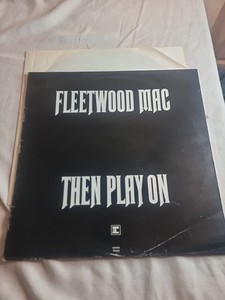 FLEETWOOD MAC
THEN PLAY ON